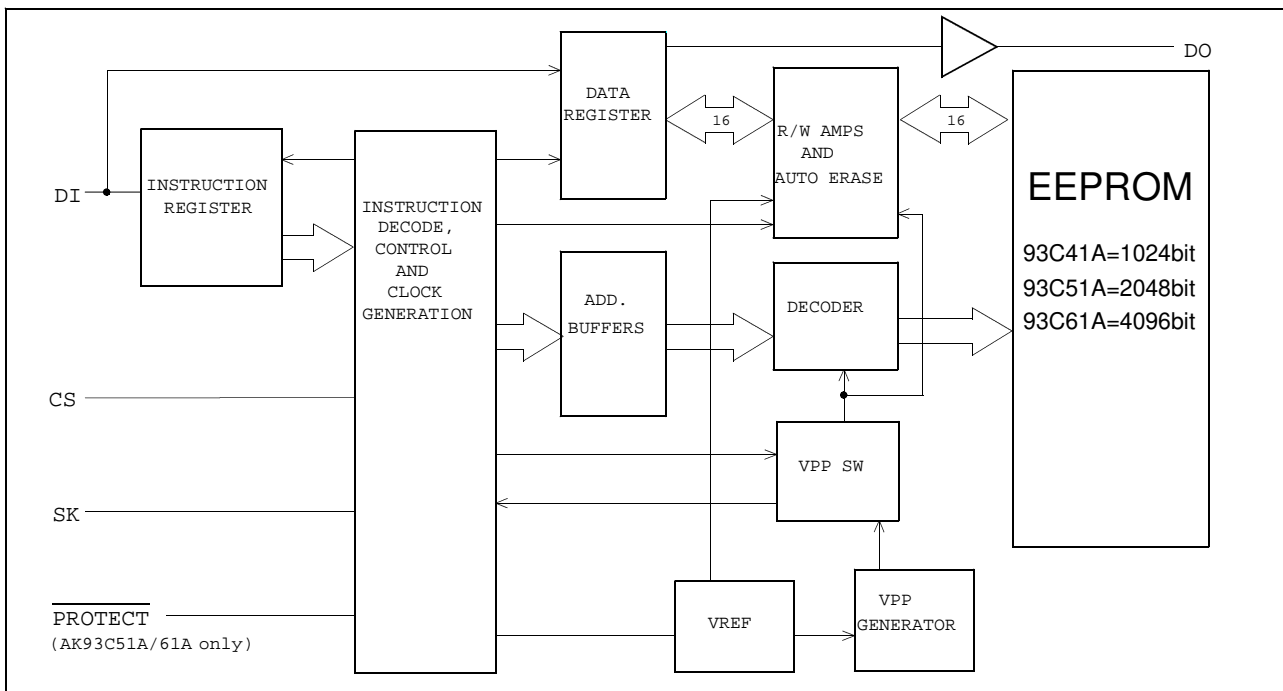 DO
DATA
REGISTER
16
R/W AMPS
AND
AUTO ERASE
16
EEPROM
93C41A=1024bit
93C51A=2048bit
93C61A=4096bit
DI
INSTRUCTION
REGISTER
INSTRUCTION
DECODE,
CONTROL
AND
CLOCK
GENERATION
ADD.
BUFFERS
DECODER
CS
VPP SW
SK
PROTECT
(AK93C51A/61A only)
VREF
VPP
GENERATOR